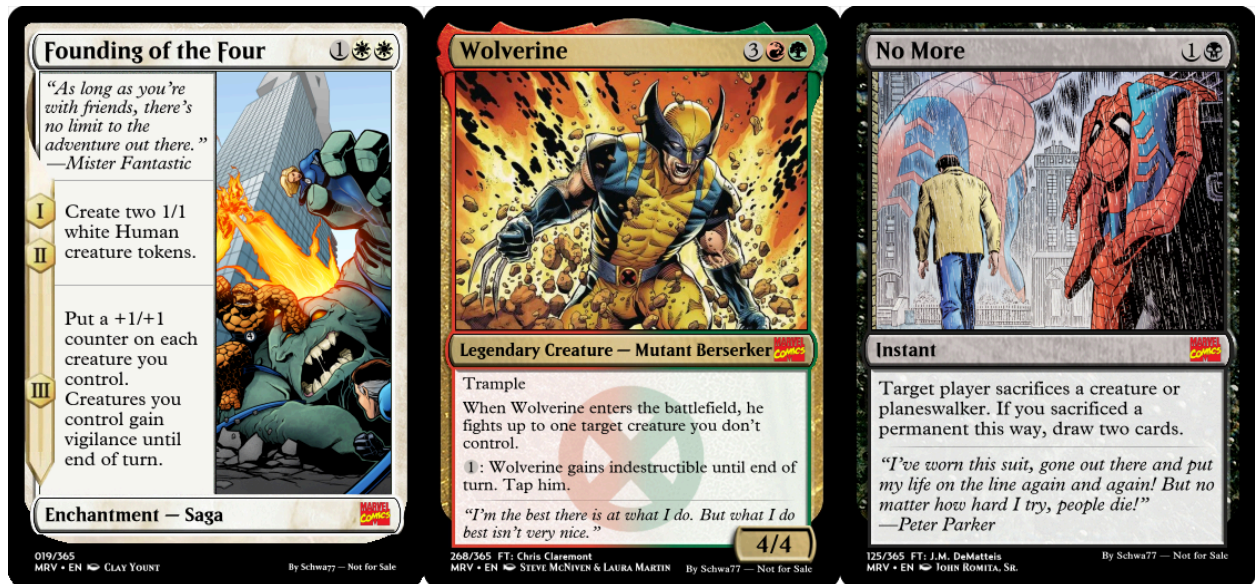 Founding of the Four 1
"As long as you're
with friends, there's
no limit to the
adventure out there."
—Mister Fantastic
I
II
Create two 1/1
white Human
creature tokens.
III
Put a +1/+1
counter on each
creature you
control.
Creatures you
control gain
vigilance until
end of turn.
4
Enchantment — Saga
MARVEL
COMICS
019/365
MRV • EN CLAY YOUNT
By Schwa77 — Not for Sale
Wolverine 3
Legendary Creature — Mutant Berserker
MARVEL
COMICS
Trample
When Wolverine enters the battlefield, he
fights up to one target creature you don't
control.
1: Wolverine gains indestructible until end of
turn. Tap him.
"I'm the best there is at what I do. But what I do
best isn't very nice."
4/4
268/365 FT: Chris Claremont
MRV • EN STEVE MCNIVEN & LAURA MARTIN
By Schwa77 — Not for Sale
No More 1
Instant
MARVEL
COMICS
Target player sacrifices a creature or
planeswalker. If you sacrificed a
permanent this way, draw two cards.
"I've worn this suit, gone out there and put
my life on the line again and again! But no
matter how hard I try, people die!"
—Peter Parker
125/365 FT: J.M. DeMatteis
MRV • EN JOHN ROMITA, SR.
By Schwa77 — Not for Sale